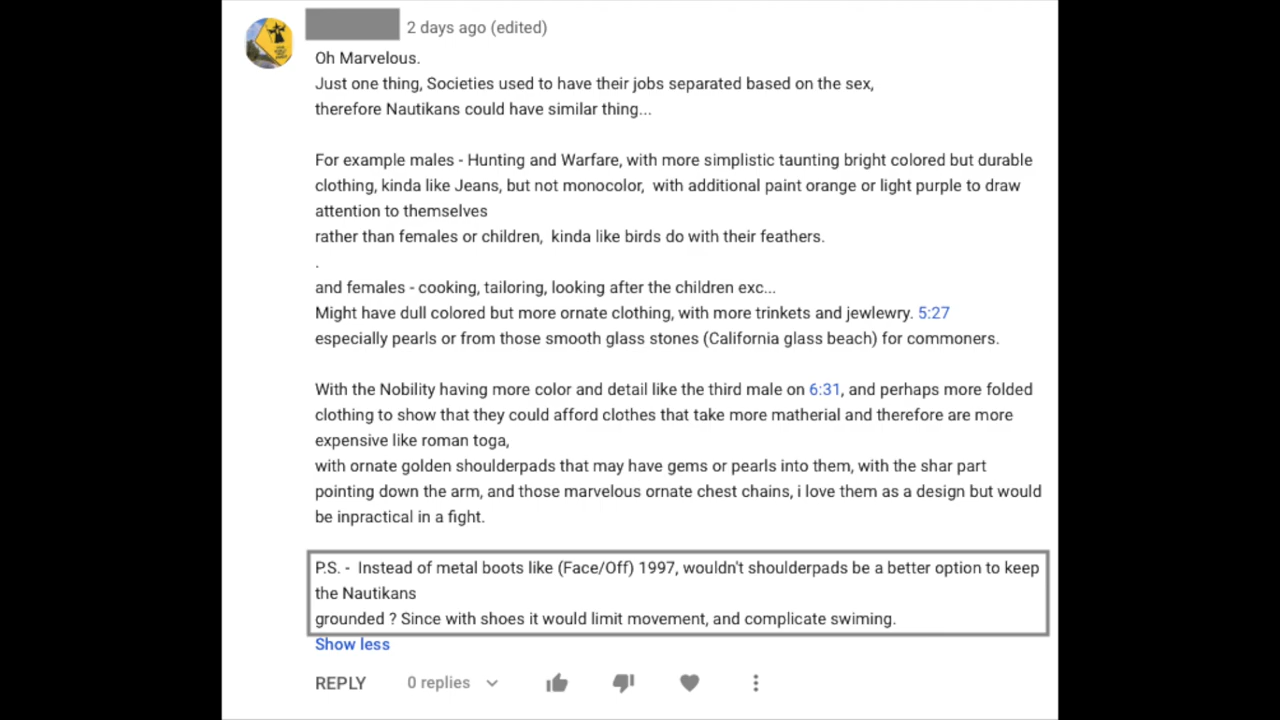 2 days ago (edited)
Oh Marvelous.
Just one thing, Societies used to have their jobs separated based on the sex,
therefore Nautikans could have similar thing...
For example males - Hunting and Warfare, with more simplistic taunting bright colored but durable
clothing, kinda like Jeans, but not monocolor,  with additional paint orange or light purple to draw
attention to themselves
rather than females or children,  kinda like birds do with their feathers.
.
and females - cooking, tailoring, looking after the children exc...
Might have dull colored but more ornate clothing, with more trinkets and jewlewry. 5:27
especially pearls or from those smooth glass stones (California glass beach) for commoners.
With the Nobility having more color and detail like the third male on 6:31, and perhaps more folded
clothing to show that they could afford clothes that take more matherial and therefore are more
expensive like roman toga,
with ornate golden shoulderpads that may have gems or pearls into them, with the shar part
pointing down the arm, and those marvelous ornate chest chains, i love them as a design but would
be inpractical in a fight.
P.S. -  Instead of metal boots like (Face/Off) 1997, wouldn't shoulderpads be a better option to keep
the Nautikans
grounded ? Since with shoes it would limit movement, and complicate swiming.
Show less
REPLY 0 replies